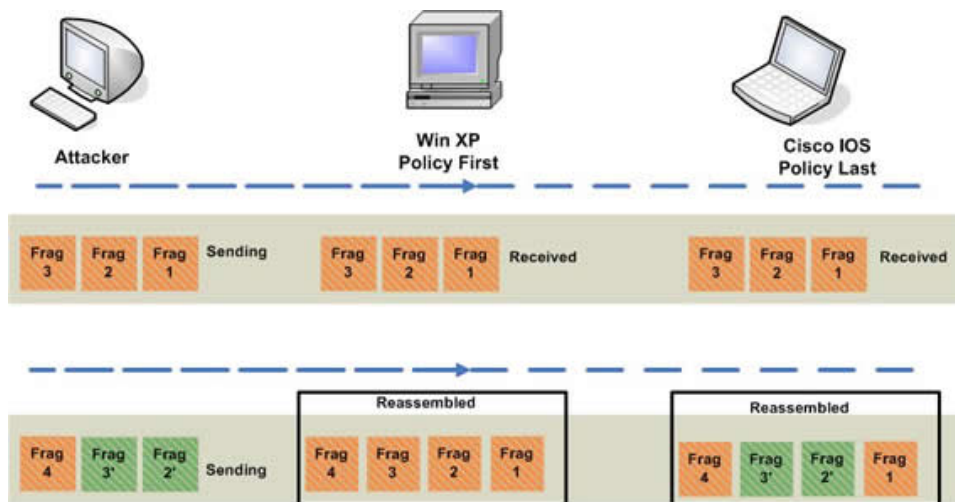 Attacker
Win XP
Policy First
Cisco IOS
Policy Last
Frag 3 Frag 2 Frag 1 Sending Frag 3 Frag 2 Frag 1 Received Frag 3 Frag 2 Frag 1 Received
Reassembled Reassembled
Frag 4 Frag 3' Frag 2' Sending Frag 4 Frag 3 Frag 2 Frag 1 Frag 4 Frag 3' Frag 2' Frag 1